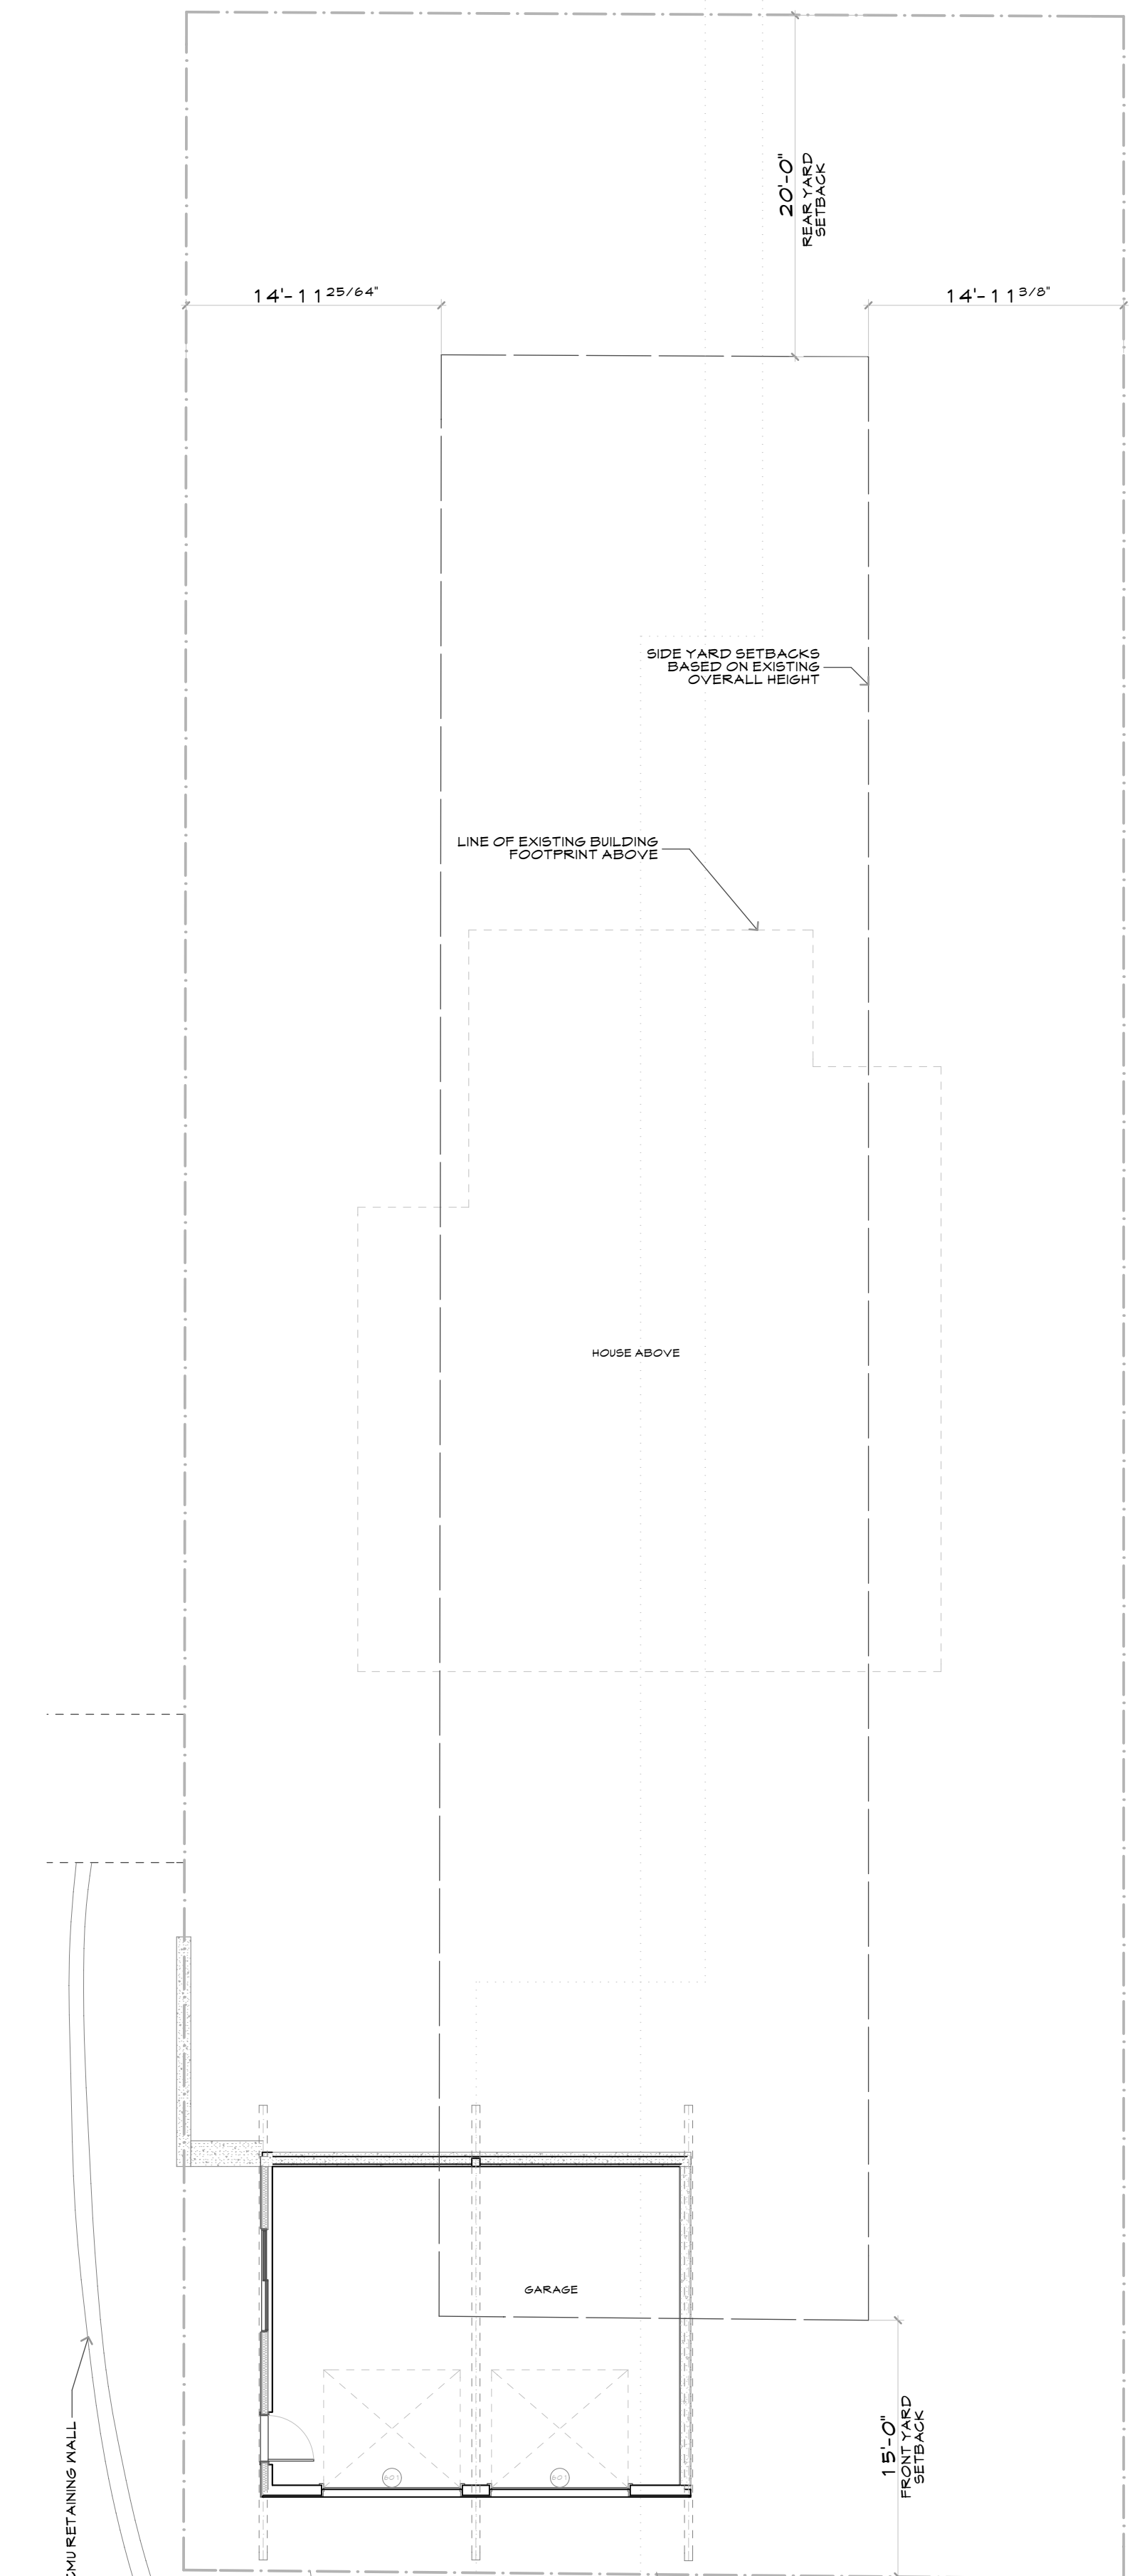 20'-0"
REAR YARD
SETBACK
14'-11 25/64"
14'-11 3/8"
SIDE YARD SETBACKS
BASED ON EXISTING
OVERALL HEIGHT
LINE OF EXISTING BUILDING
FOOTPRINT ABOVE
HOUSE ABOVE
GARAGE
15'-0"
FRONT YARD
SETBACK
CMU RETAINING WALL